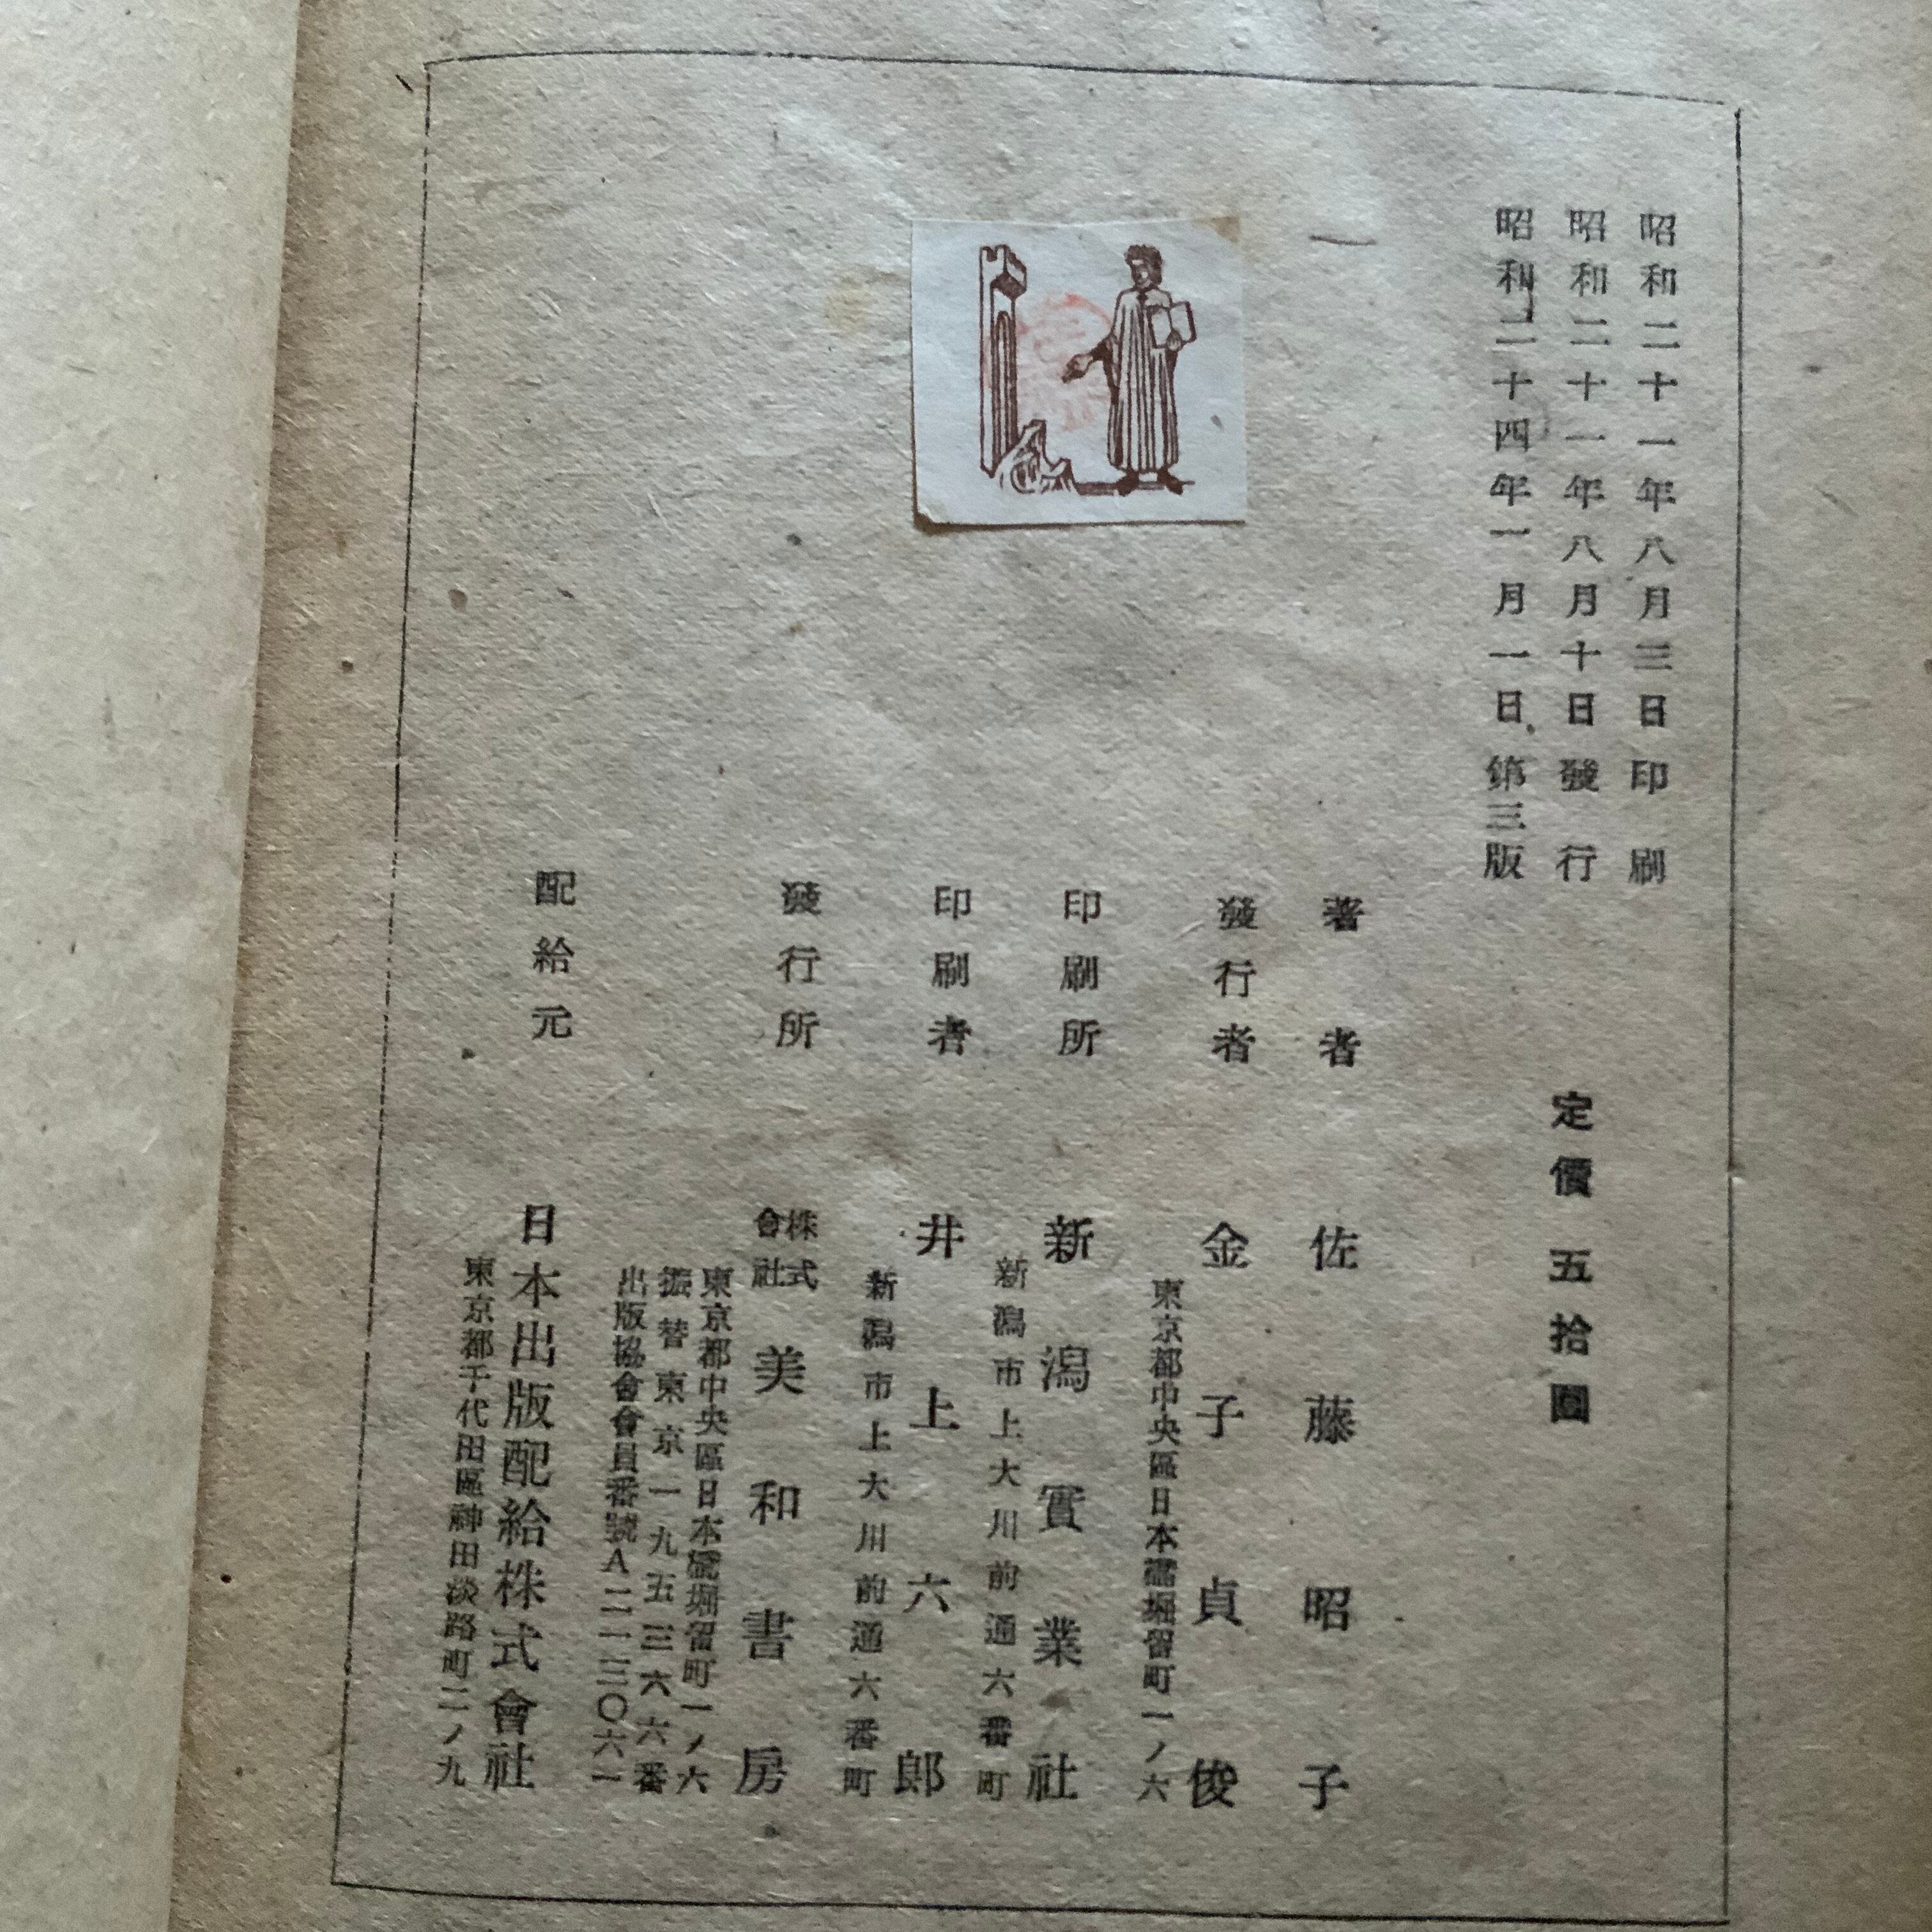 昭和二十一年八月三日印刷
昭和二十一年八月十日發行
昭和二十四年一月一日第三版
定價五拾圓
著者 佐藤昭子
發行者 金子貞俊
東京都中央區日本橋堀留町一ノ六
印刷所 新潟實業社
新潟市上大川前通六番町
印刷者 井上六郎
新潟市上大川前通六番町
發行所 株式會社 美和書房
東京都中央區日本橋堀留町一ノ六
振替東京一九五三六六番
出版協會會員番號A二一三〇六一
配給元 日本出版配給株式會社
東京都千代田區神田淡路町二ノ九